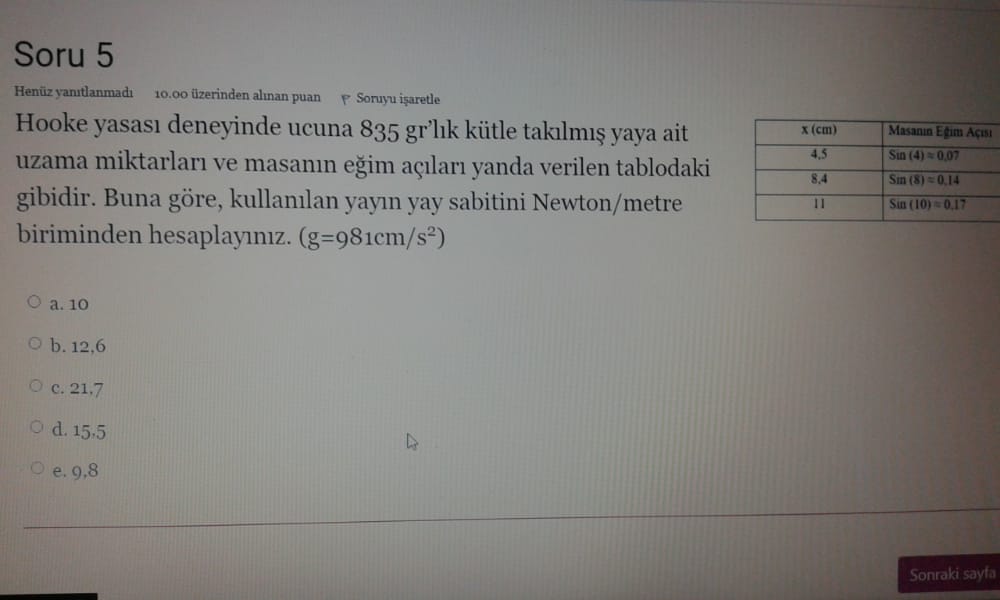 Soru 5
Henüz yanıtlanmadı 10.00 üzerinden alınan puan Soruyu işaretle
Hooke yasası deneyinde ucuna 835 gr'lık kütle takılmış yaya ait
uzama miktarları ve masanın eğim açıları yanda verilen tablodaki
gibidir. Buna göre, kullanılan yayın yay sabitini Newton/metre
biriminden hesaplayınız. (g=981cm/s²)
x (cm) Masanın Eğim Açısı
4,5 Sin (4) ≈ 0,07
8,4 Sin (8) ≈ 0,14
11 Sin (10) ≈ 0,17
a. 10
b. 12,6
c. 21,7
d. 15,5
e. 9,8
Sonraki sayfa